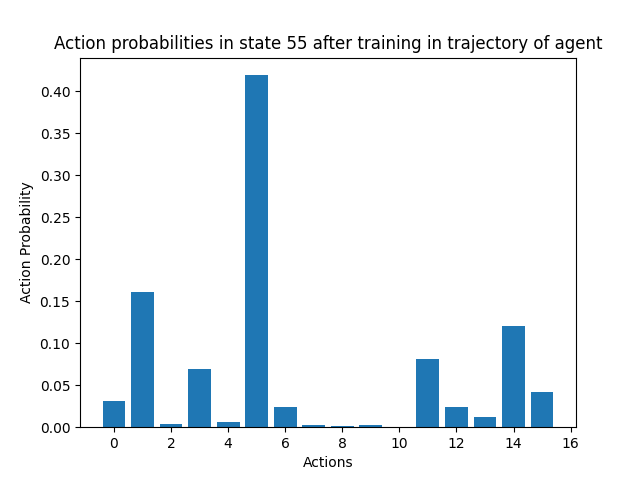 Action probabilities in state 55 after training in trajectory of agent
0.40
0.35
0.30
0.25
0.20
0.15
0.10
0.05
0.00
Action Probability
0 2 4 6 8 10 12 14 16
Actions